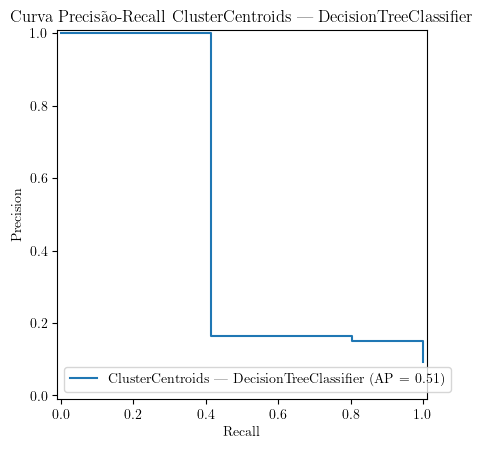 Curva Precisão-Recall ClusterCentroids — DecisionTreeClassifier
1.0
0.8
0.6
0.4
0.2
0.0
Precision
ClusterCentroids — DecisionTreeClassifier (AP = 0.51)
0.0 0.2 0.4 0.6 0.8 1.0
Recall